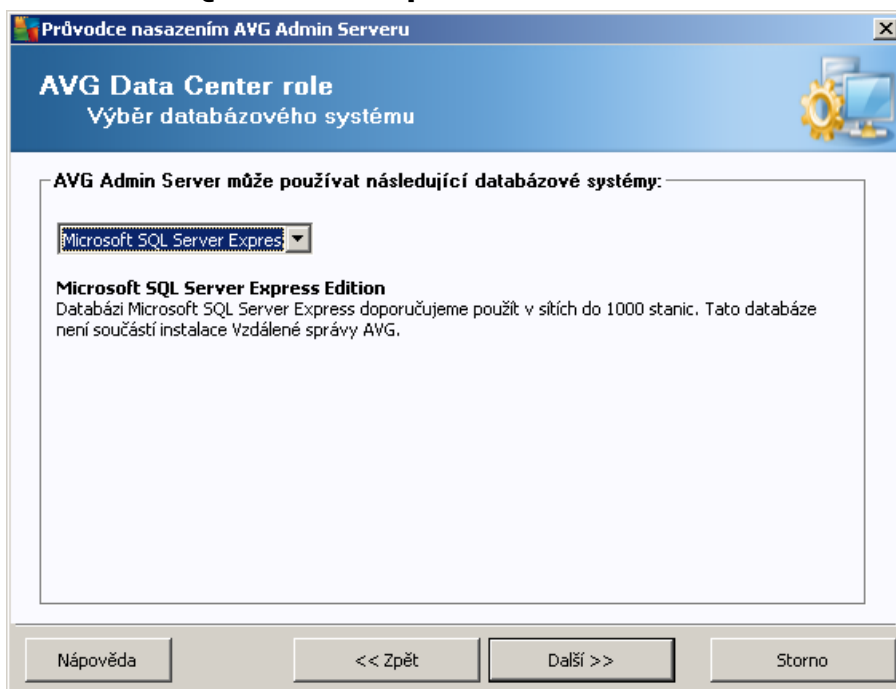 Průvodce nasazením AVG Admin Serveru
AVG Data Center role
Výběr databázového systému
AVG Admin Server může používat následující databázové systémy:
Microsoft SQL Server Expres
Microsoft SQL Server Express Edition
Databázi Microsoft SQL Server Express doporučujeme použít v sítích do 1000 stanic. Tato databáze
není součástí instalace Vzdálené správy AVG.
Nápověda
<< Zpět
Další >>
Storno